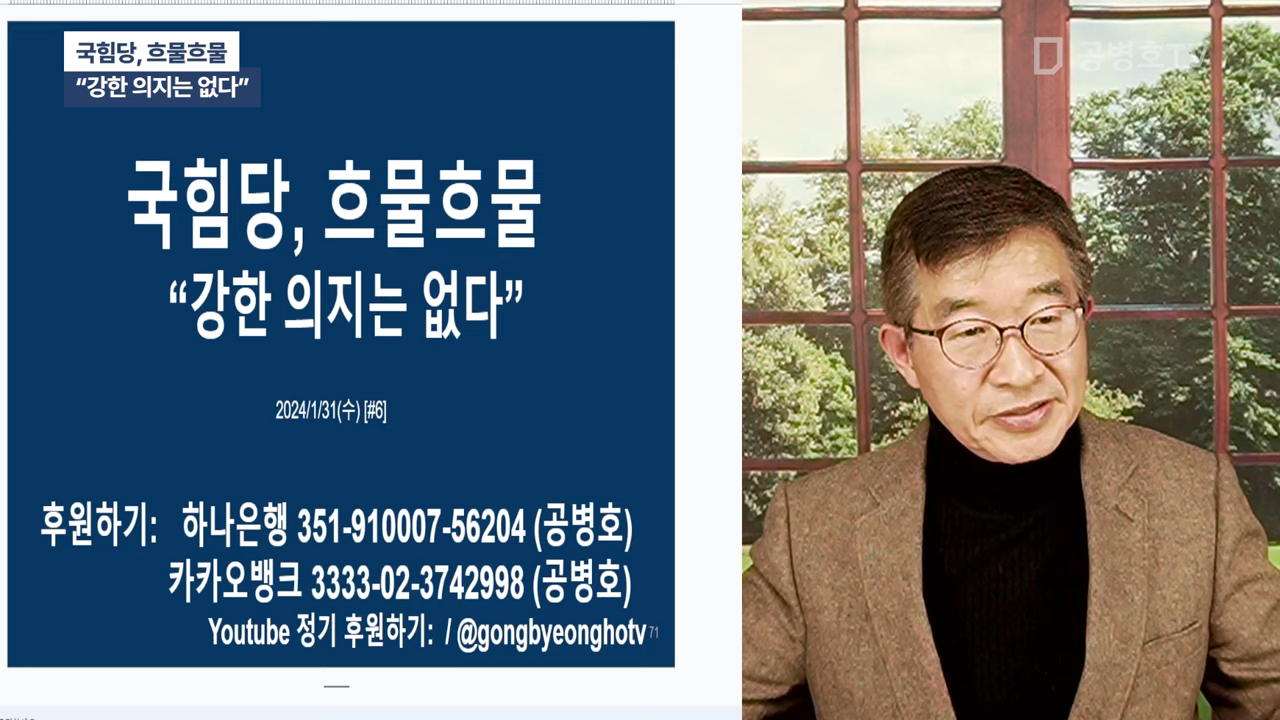 국힘당, 흐물흐물
“강한 의지는 없다”
공병호TV
국힘당, 흐물흐물
“강한 의지는 없다”
2024/1/31(수) [#6]
후원하기: 하나은행 351-910007-56204 (공병호)
카카오뱅크 3333-02-3742998 (공병호)
Youtube 정기 후원하기: / @gongbyeonghotv
71